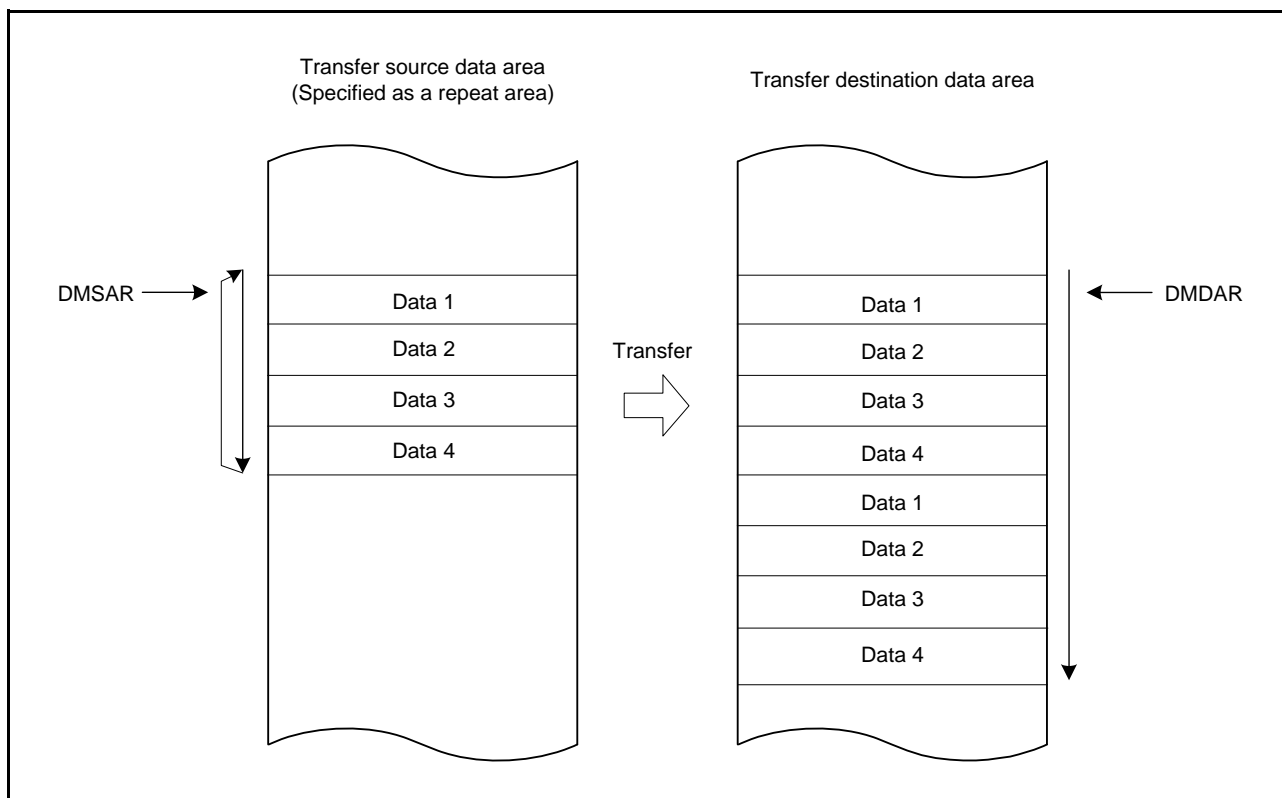 Transfer source data area
(Specified as a repeat area)
Transfer destination data area
DMSAR
Data 1
Data 2
Data 3
Data 4
Transfer
Data 1
Data 2
Data 3
Data 4
Data 1
Data 2
Data 3
Data 4
DMDAR